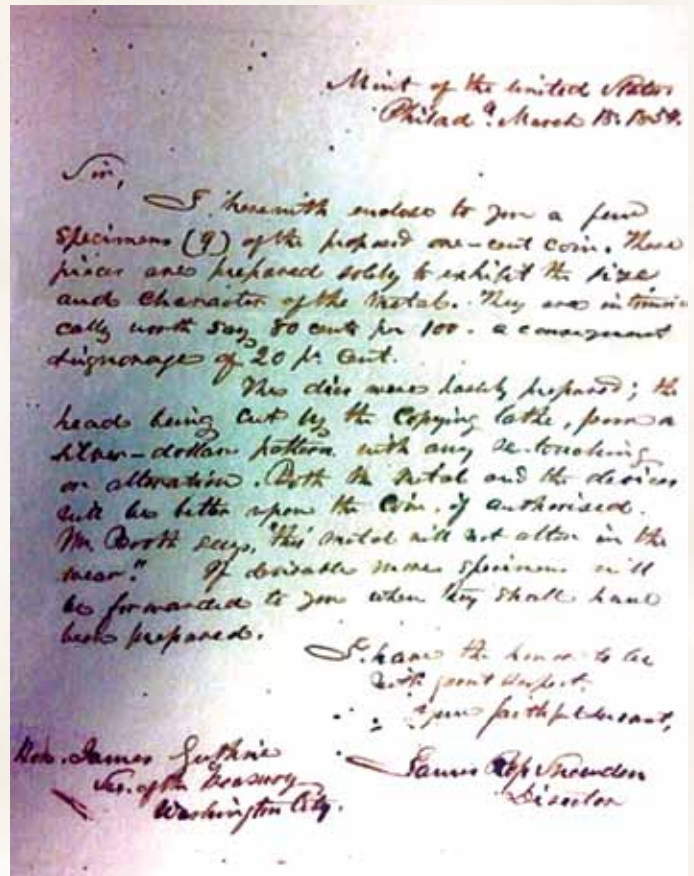 Mint of the United States
Philadª. March 18. 1854.
Sir,
I herewith enclose to you a few
specimens (9) of the proposed one-cent coin. These
pieces are prepared solely to exhibit the size
and character of the metal. They are intrinsi
cally worth say 80 cents per 100 - a consequent
seignorage of 20 pr Cent.
The dies were hastily prepared; the
head being cut by the copying lathe, from a
silver-dollar pattern with any re-touching
or alteration. Both the metal and the devices
will be better upon the Coin, if authorised.
Mr. Booth says, "this metal will not alter in the
wear." If desirable more specimens will
be forwarded to you when they shall have
been prepared.
I have the honor to be
with great respect,
Your faithful servant,
Hon. James Guthrie
Sec. of the Treasury
Washington City.
James Ross Snowden
Director